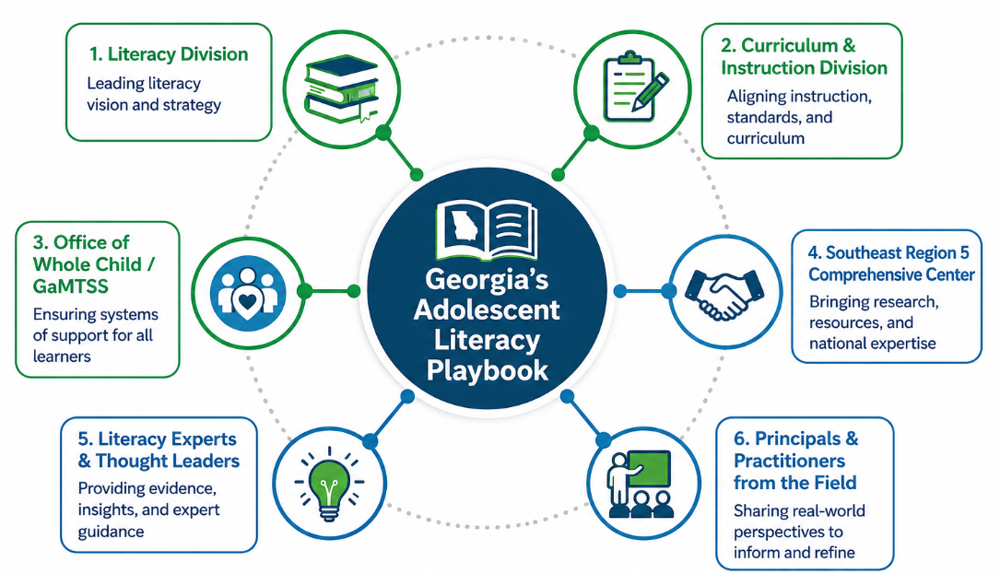 1. Literacy Division
Leading literacy
vision and strategy
2. Curriculum &
Instruction Division
Aligning instruction,
standards, and
curriculum
Georgia's
Adolescent
Literacy
Playbook
3. Office of
Whole Child /
GaMTSS
Ensuring systems
of support for all
learners
4. Southeast Region 5
Comprehensive Center
Bringing research,
resources, and
national expertise
5. Literacy Experts
& Thought Leaders
Providing evidence,
insights, and expert
guidance
6. Principals &
Practitioners
from the Field
Sharing real-world
perspectives to
inform and refine